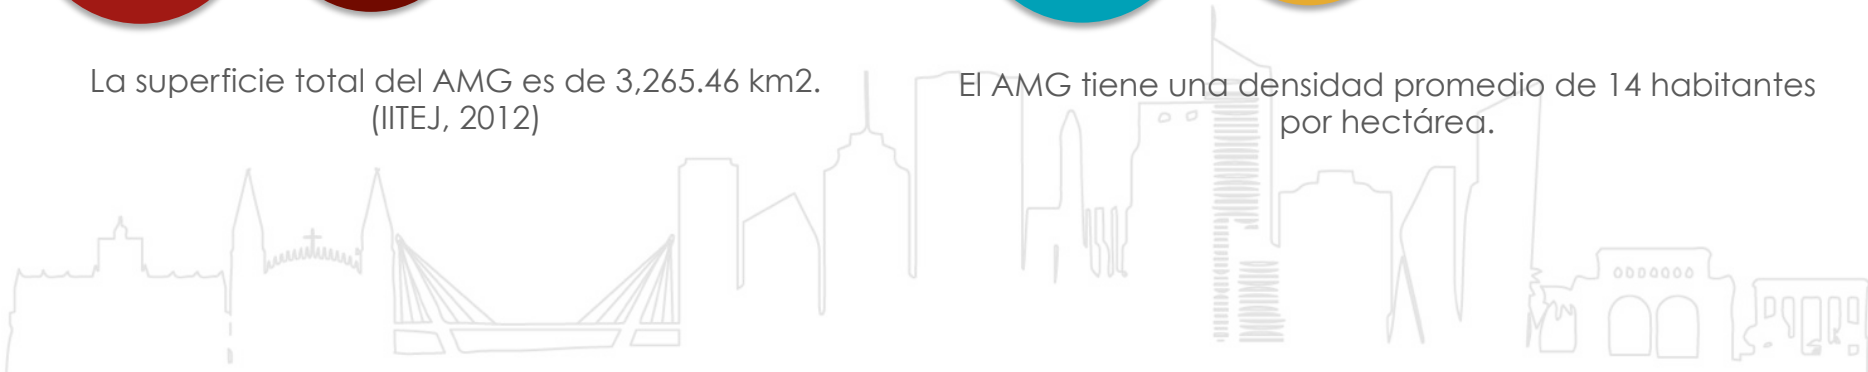 La superficie total del AMG es de 3,265.46 km2.
(IITEJ, 2012)
El AMG tiene una densidad promedio de 14 habitantes
por hectárea.